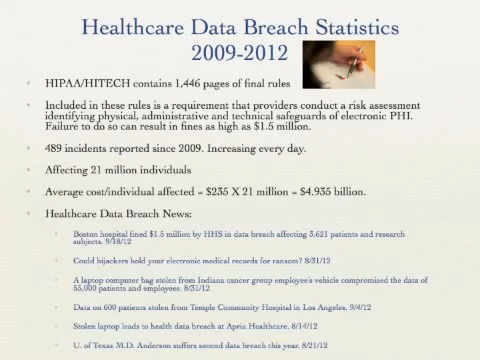 Healthcare Data Breach Statistics
2009-2012
HIPAA/HITECH contains 1,446 pages of final rules
Included in these rules is a requirement that providers conduct a risk assessment
identifying physical, administrative and technical safeguards of electronic PHI.
Failure to do so can result in fines as high as $1.5 million.
489 incidents reported since 2009. Increasing every day.
Affecting 21 million individuals
Average cost/individual affected = $235 X 21 million = $4.935 billion.
Healthcare Data Breach News:
Boston hospital fined $1.5 million by HHS in data breach affecting 3,621 patients and research
subjects. 9/18/12
Could hijackers hold your electronic medical records for ransom? 8/31/12
A laptop computer bag stolen from Indiana cancer group employee's vehicle compromised the data of
55,000 patients and employees. 8/31/12
Data on 600 patients stolen from Temple Community Hospital in Los Angeles. 9/4/12
Stolen laptop leads to health data breach at Apria Healthcare. 8/14/12
U. of Texas M.D. Anderson suffers second data breach this year. 8/21/12